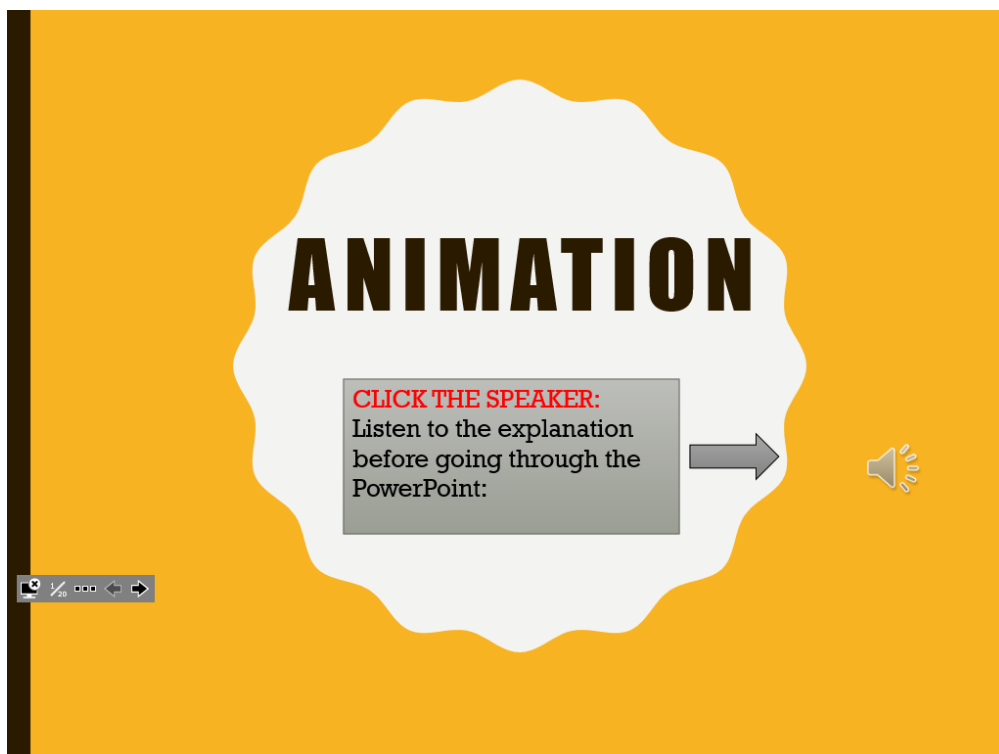 ANIMATION
CLICK THE SPEAKER:
Listen to the explanation
before going through the
PowerPoint:
1/20